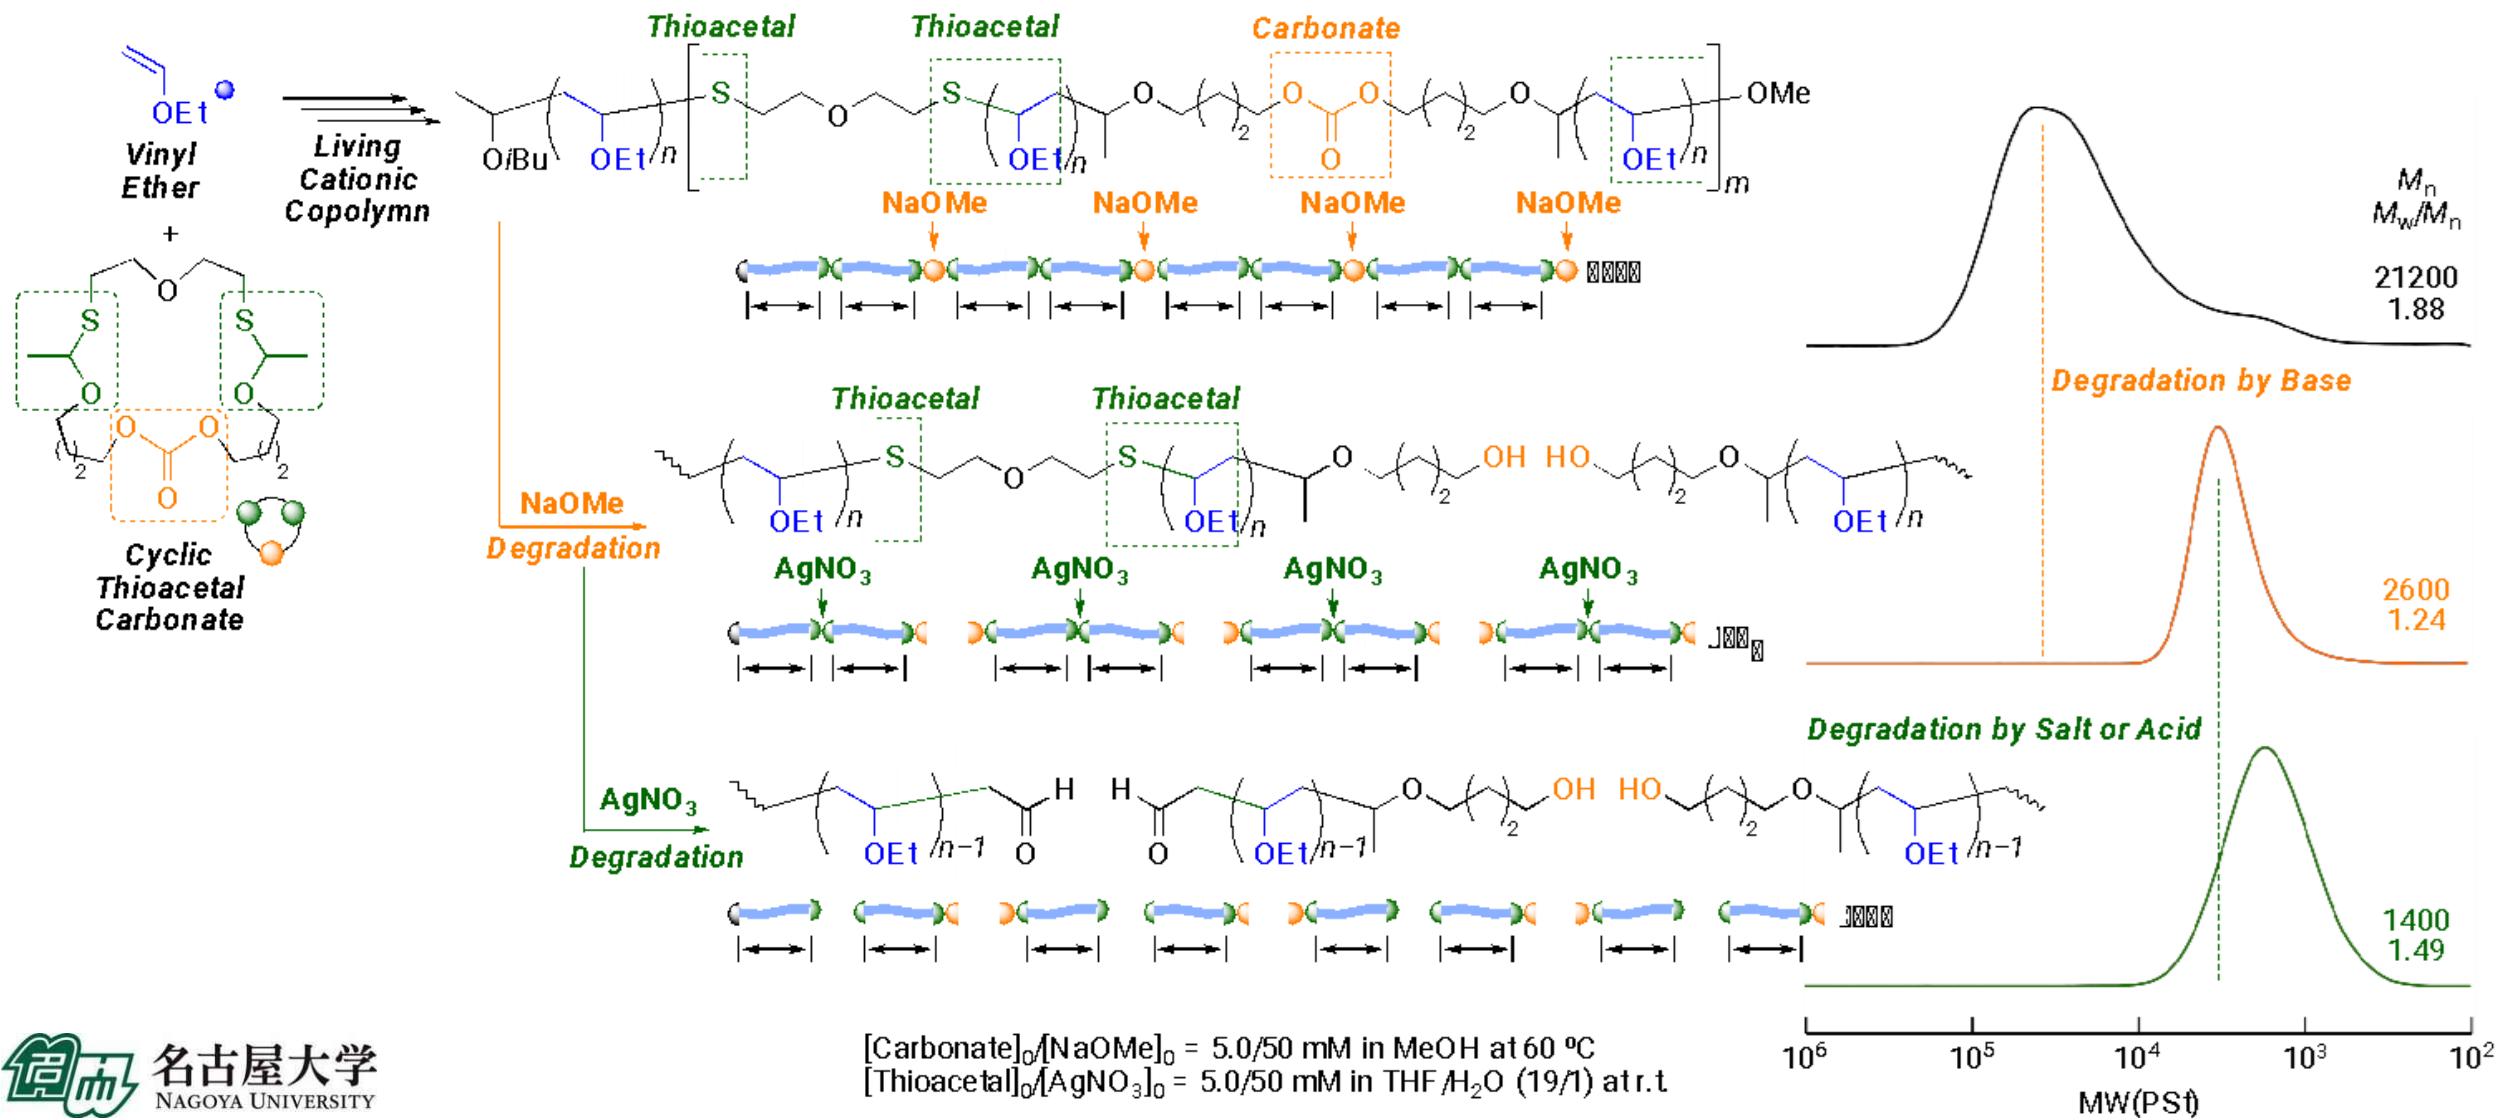 Thioacetal
Thioacetal
Carbonate
OEt
Vinyl
Ether
+
Living
Cationic
Copolymn
OiBu
OEt
n
S
O
S
OEt
n
O
2
O
O
O
2
O
OEt
n
m
OMe
NaOMe
NaOMe
NaOMe
NaOMe
O
S
S
O
O
O
O
O
2
2
Cyclic
Thioacetal
Carbonate
Mn
Mw/Mn
21200
1.88
Degradation by Base
Thioacetal
Thioacetal
NaOMe
Degradation
OEt
n
S
O
S
OEt
n
O
2
OH
HO
2
O
OEt
n
AgNO3
AgNO3
AgNO3
AgNO3
2600
1.24
Degradation by Salt or Acid
AgNO3
Degradation
OEt
n-1
O
H
H
O
OEt
n-1
O
2
OH
HO
2
O
OEt
n-1
1400
1.49
名古屋大学
NAGOYA UNIVERSITY
[Carbonate]0/[NaOMe]0 = 5.0/50 mM in MeOH at 60 ºC
[Thioacetal]0/[AgNO3]0 = 5.0/50 mM in THF/H2O (19/1) at r.t.
10^6
10^5
10^4
10^3
10^2
MW(PSt)